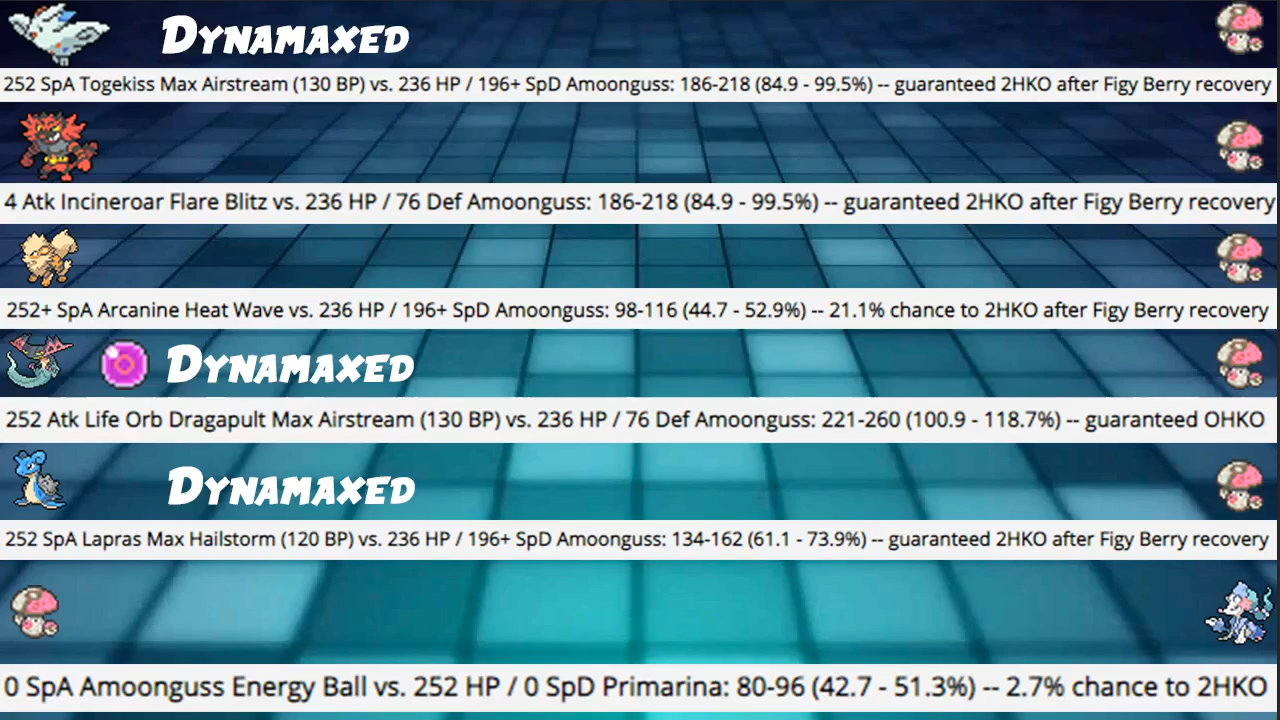 DYNAMAXED
252 SpA Togekiss Max Airstream (130 BP) vs. 236 HP / 196+ SpD Amoonguss: 186-218 (84.9 - 99.5%) -- guaranteed 2HKO after Figy Berry recovery
4 Atk Incineroar Flare Blitz vs. 236 HP / 76 Def Amoonguss: 186-218 (84.9 - 99.5%) -- guaranteed 2HKO after Figy Berry recovery
252+ SpA Arcanine Heat Wave vs. 236 HP / 196+ SpD Amoonguss: 98-116 (44.7 - 52.9%) -- 21.1% chance to 2HKO after Figy Berry recovery
DYNAMAXED
252 Atk Life Orb Dragapult Max Airstream (130 BP) vs. 236 HP / 76 Def Amoonguss: 221-260 (100.9 - 118.7%) -- guaranteed OHKO
DYNAMAXED
252 SpA Lapras Max Hailstorm (120 BP) vs. 236 HP / 196+ SpD Amoonguss: 134-162 (61.1 - 73.9%) -- guaranteed 2HKO after Figy Berry recovery
0 SpA Amoonguss Energy Ball vs. 252 HP / 0 SpD Primarina: 80-96 (42.7 - 51.3%) -- 2.7% chance to 2HKO